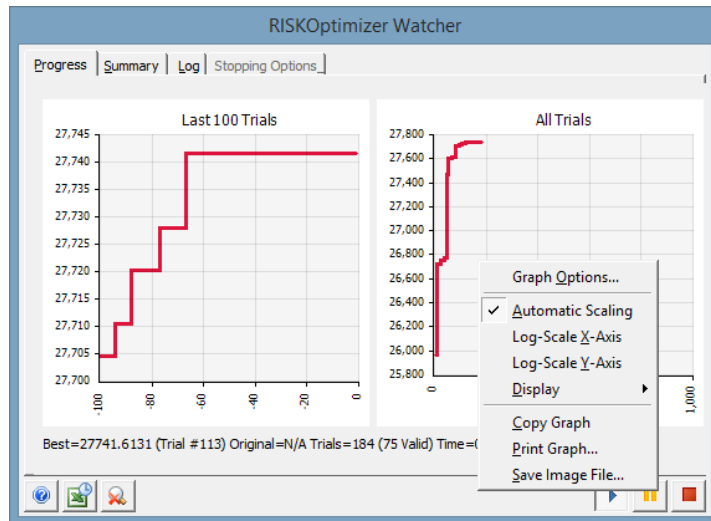 RISKOptimizer Watcher
Progress Summary Log Stopping Options
Last 100 Trials
27,745
27,740
27,735
27,730
27,725
27,720
27,715
27,710
27,705
27,700
-100 -80 -60 -40 -20 0
All Trials
27,800
27,600
27,400
27,200
27,000
26,800
26,600
26,400
26,200
26,000
25,800
0 1,000
Graph Options...
Automatic Scaling
Log-Scale X-Axis
Log-Scale Y-Axis
Display
Copy Graph
Print Graph...
Save Image File...
Best=27741.6131 (Trial #113) Original=N/A Trials=184 (75 Valid) Time=